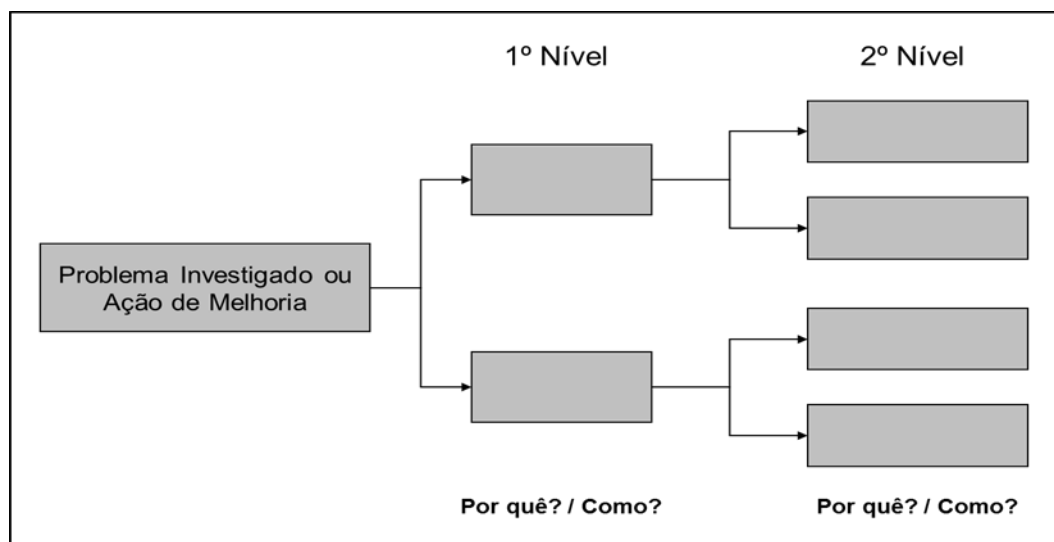 1º Nível
2º Nível
Problema Investigado ou
Ação de Melhoria
Por quê? / Como?
Por quê? / Como?